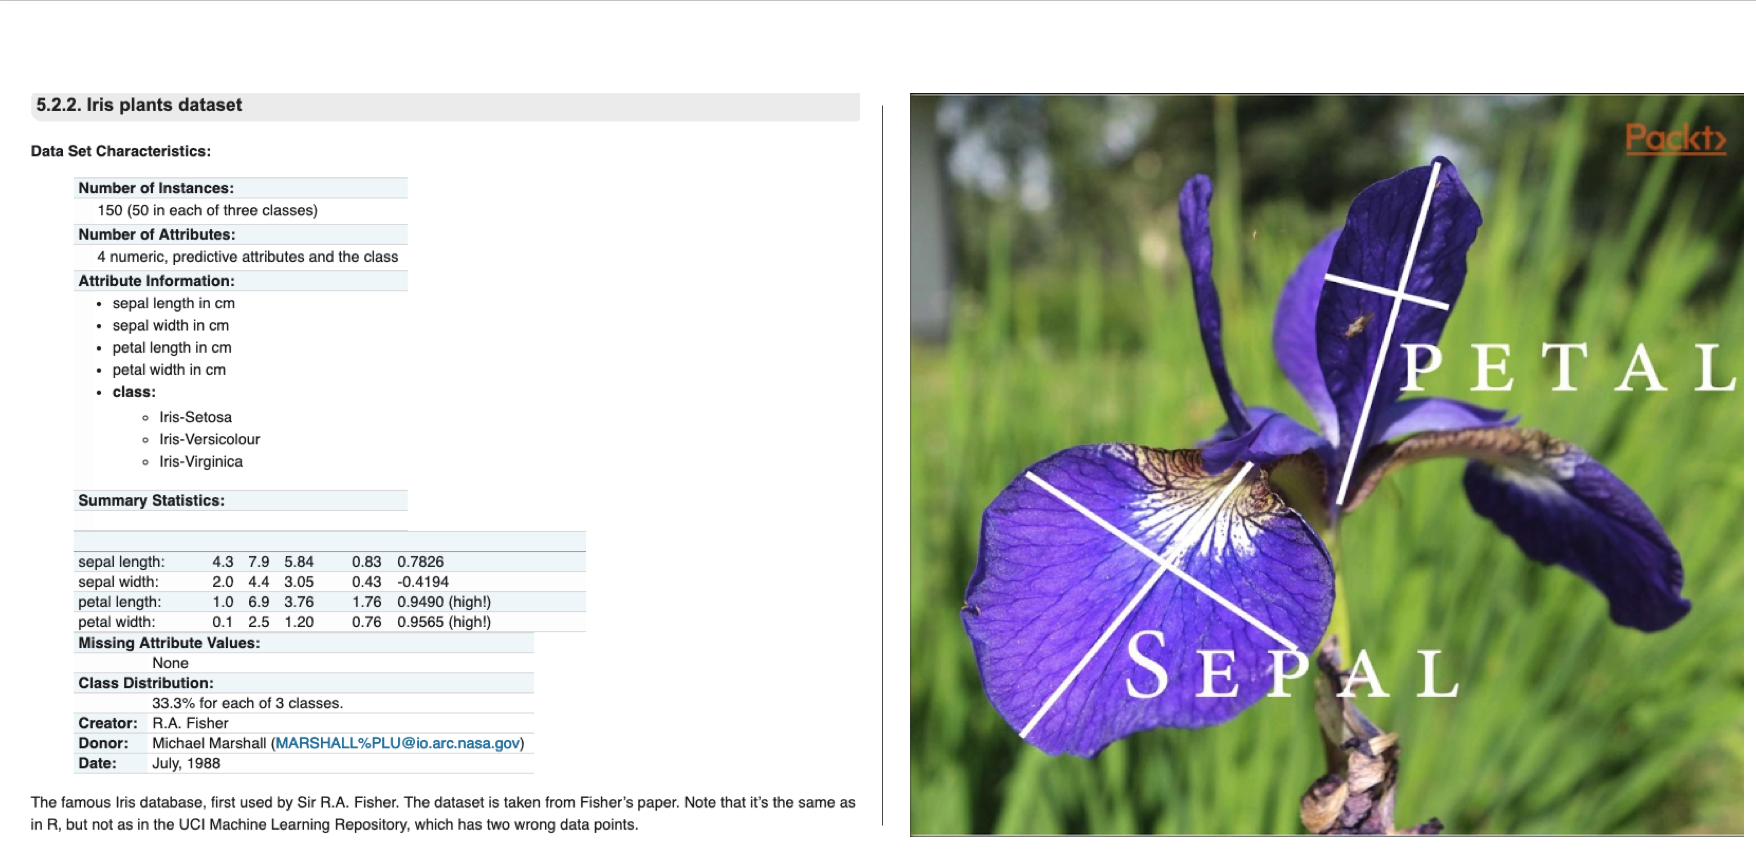 5.2.2. Iris plants dataset
Data Set Characteristics:
Number of Instances:
150 (50 in each of three classes)
Number of Attributes:
4 numeric, predictive attributes and the class
Attribute Information:
• sepal length in cm
• sepal width in cm
• petal length in cm
• petal width in cm
• class:
◦ Iris-Setosa
◦ Iris-Versicolour
◦ Iris-Virginica
Summary Statistics:
sepal length: 4.3 7.9 5.84 0.83 0.7826
sepal width: 2.0 4.4 3.05 0.43 -0.4194
petal length: 1.0 6.9 3.76 1.76 0.9490 (high!)
petal width: 0.1 2.5 1.20 0.76 0.9565 (high!)
Missing Attribute Values:
None
Class Distribution:
33.3% for each of 3 classes.
Creator: R.A. Fisher
Donor: Michael Marshall (MARSHALL%PLU@io.arc.nasa.gov)
Date: July, 1988
The famous Iris database, first used by Sir R.A. Fisher. The dataset is taken from Fisher's paper. Note that it's the same as
in R, but not as in the UCI Machine Learning Repository, which has two wrong data points.
Packt>
PETAL
SEPAL